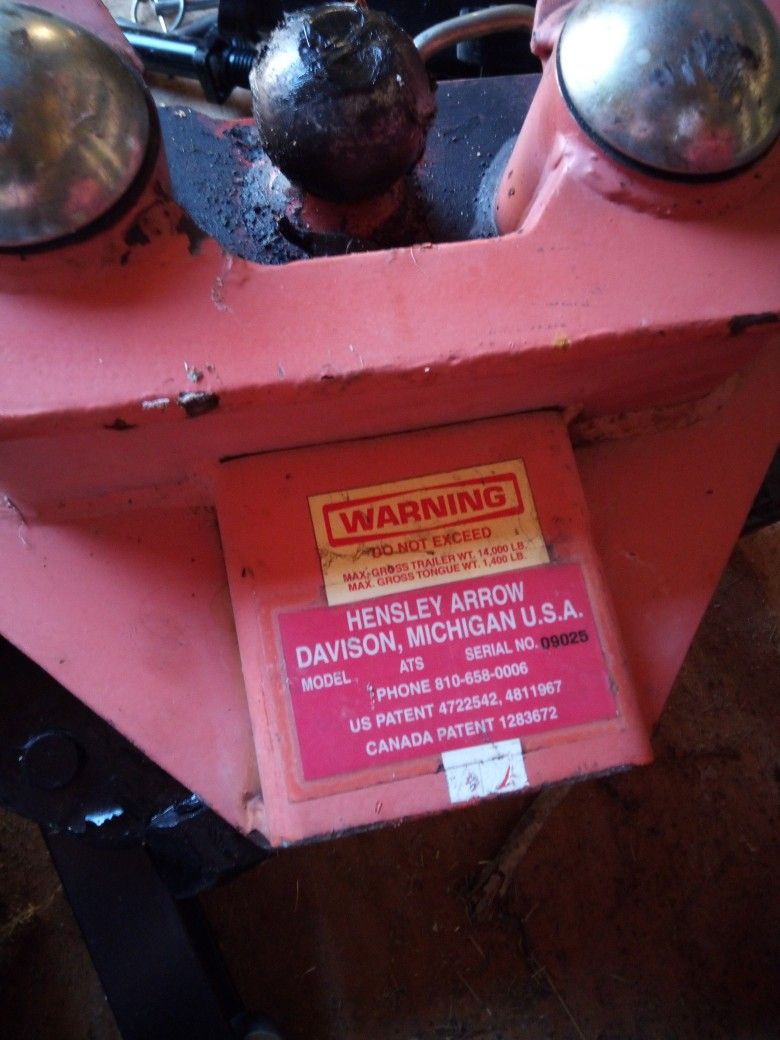 WARNING
DO NOT EXCEED
MAX. GROSS TRAILER WT. 14,000 LB.
MAX. GROSS TONGUE WT. 1,400 LB.
HENSLEY ARROW
DAVISON, MICHIGAN U.S.A.
MODEL ATS SERIAL NO. 09025
PHONE 810-658-0006
US PATENT 4722542, 4811967
CANADA PATENT 1283672